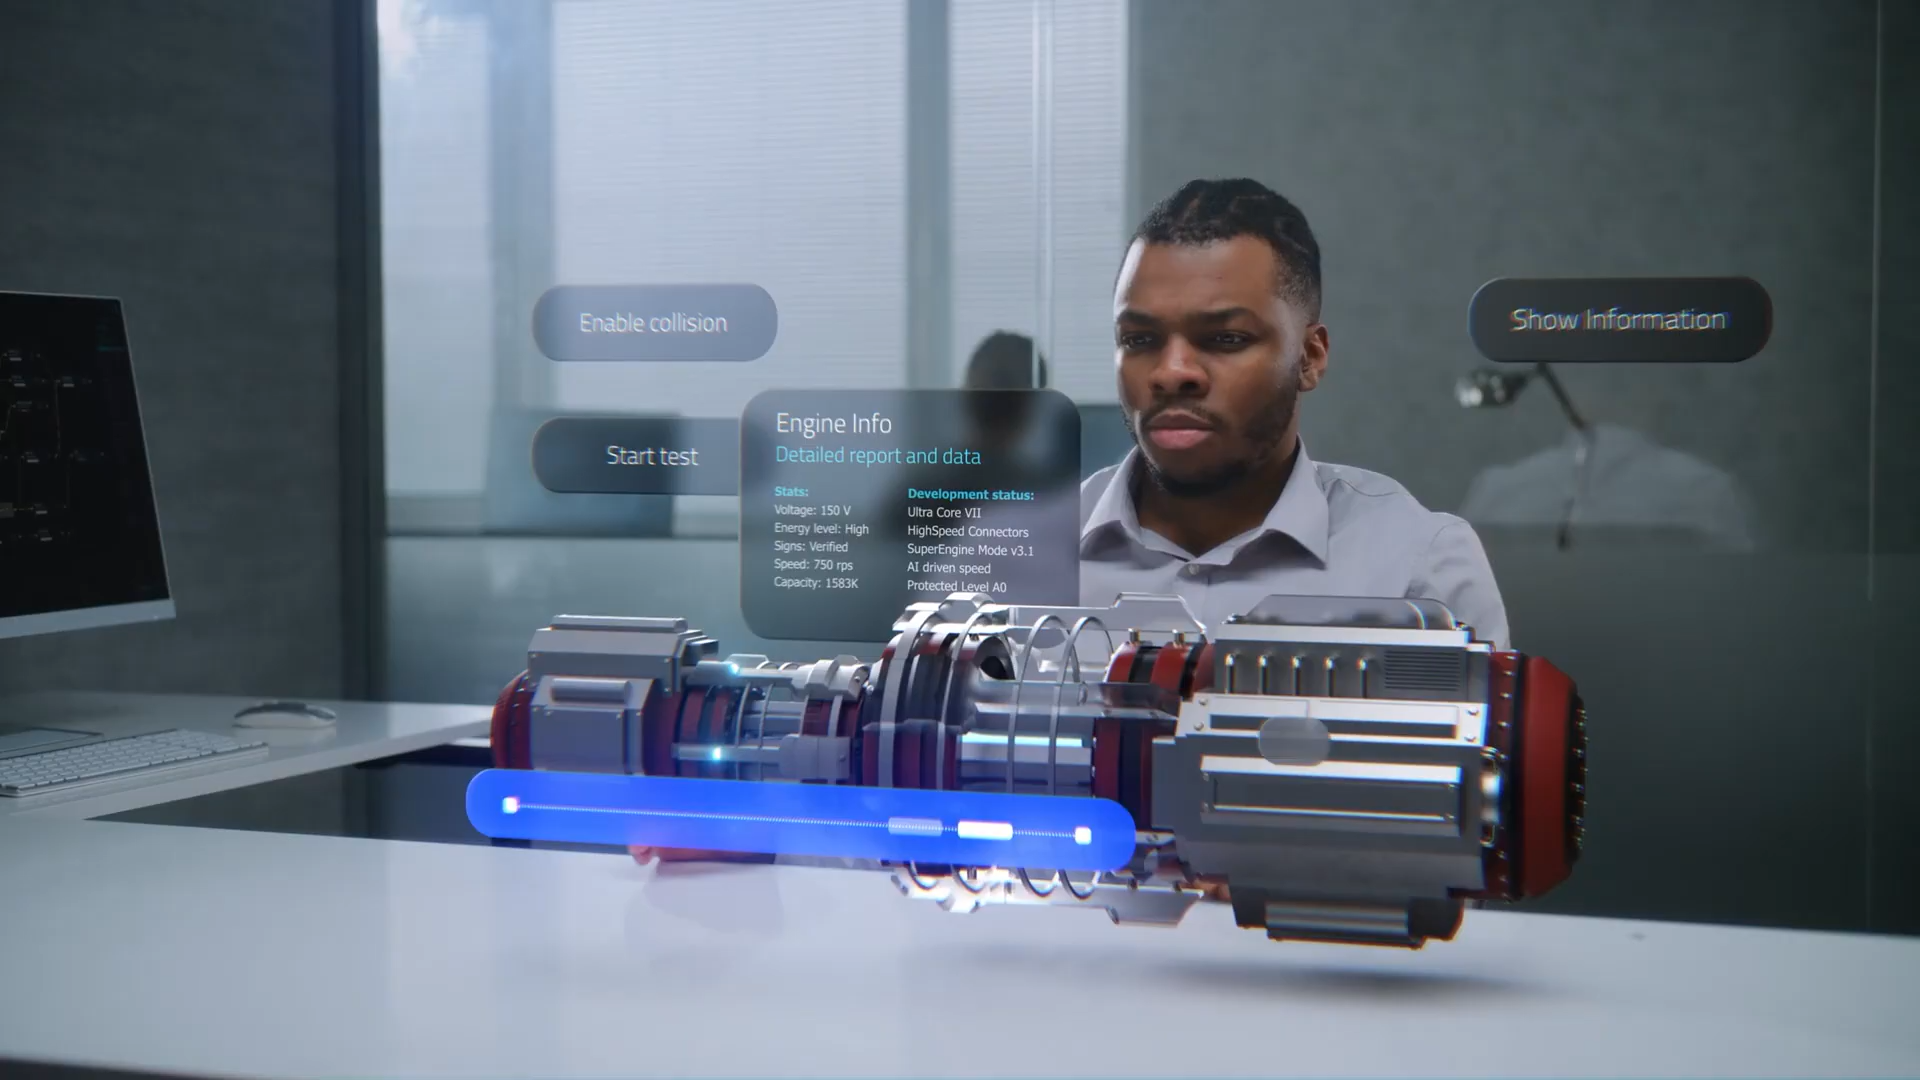 Enable collision
Show Information
Start test
Engine Info
Detailed report and data
Stats:
Voltage: 150 V
Energy level: High
Signs: Verified
Speed: 750 rps
Capacity: 1583K
Development status:
Ultra Core VII
HighSpeed Connectors
SuperEngine Mode v3.1
AI driven speed
Protected Level A0